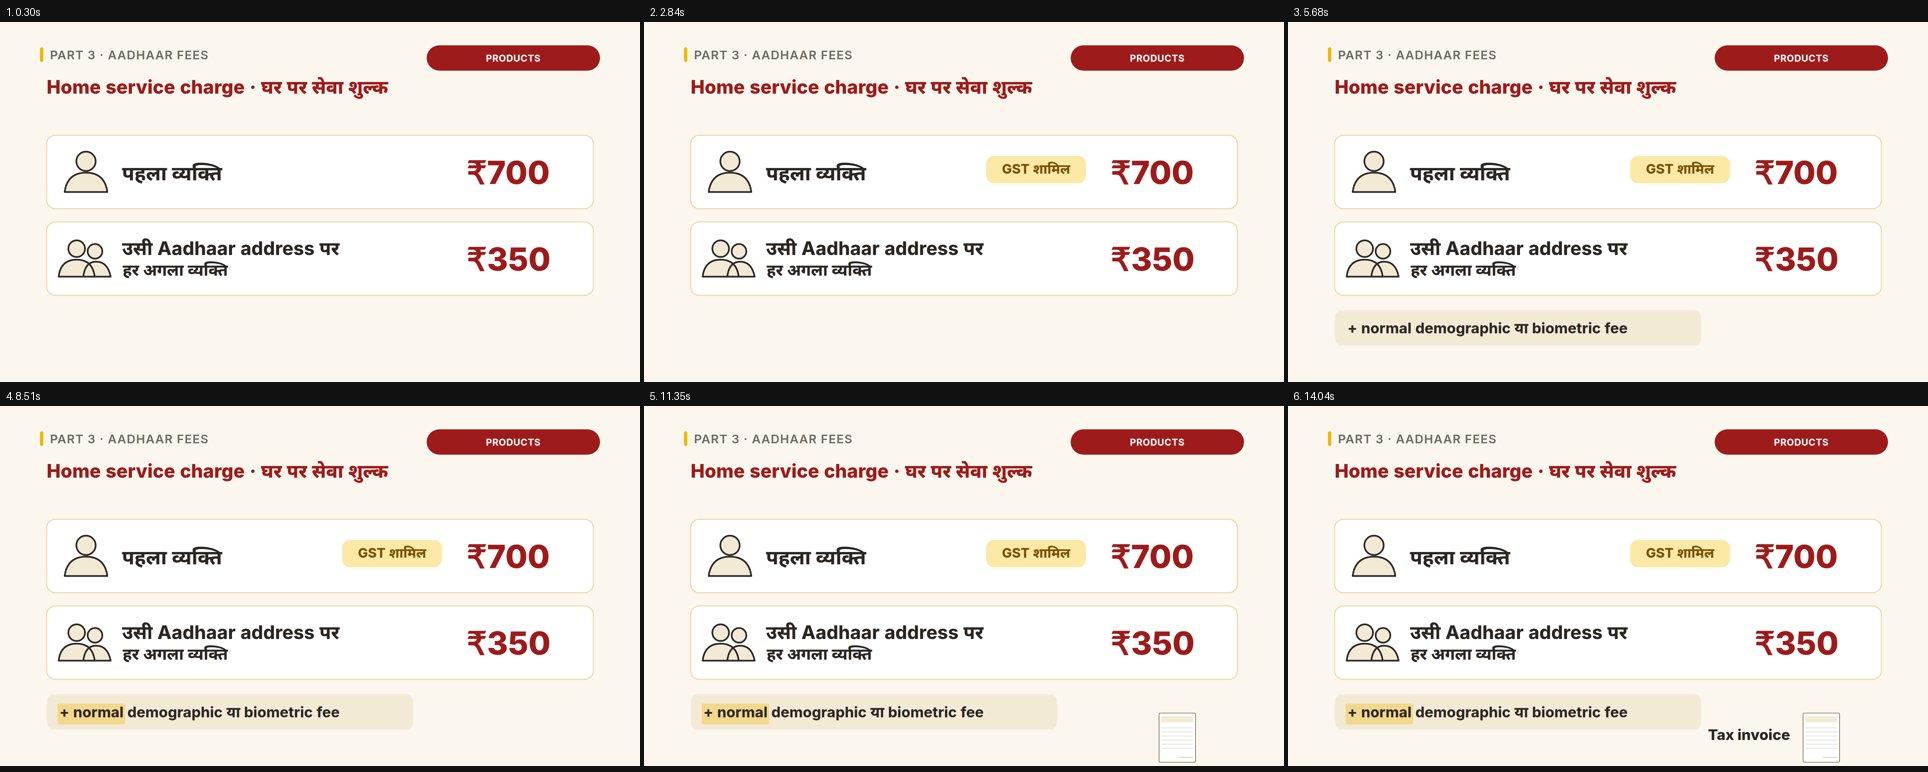 1. 0.30s
PART 3 · AADHAAR FEES
PRODUCTS
Home service charge · घर पर सेवा शुल्क
पहला व्यक्ति
₹700
उसी Aadhaar address पर
हर अगला व्यक्ति
₹350
2. 2.84s
PART 3 · AADHAAR FEES
PRODUCTS
Home service charge · घर पर सेवा शुल्क
पहला व्यक्ति
GST शामिल
₹700
उसी Aadhaar address पर
हर अगला व्यक्ति
₹350
3. 5.68s
PART 3 · AADHAAR FEES
PRODUCTS
Home service charge · घर पर सेवा शुल्क
पहला व्यक्ति
GST शामिल
₹700
उसी Aadhaar address पर
हर अगला व्यक्ति
₹350
+ normal demographic या biometric fee
4. 8.51s
PART 3 · AADHAAR FEES
PRODUCTS
Home service charge · घर पर सेवा शुल्क
पहला व्यक्ति
GST शामिल
₹700
उसी Aadhaar address पर
हर अगला व्यक्ति
₹350
+ normal demographic या biometric fee
5. 11.35s
PART 3 · AADHAAR FEES
PRODUCTS
Home service charge · घर पर सेवा शुल्क
पहला व्यक्ति
GST शामिल
₹700
उसी Aadhaar address पर
हर अगला व्यक्ति
₹350
+ normal demographic या biometric fee
6. 14.04s
PART 3 · AADHAAR FEES
PRODUCTS
Home service charge · घर पर सेवा शुल्क
पहला व्यक्ति
GST शामिल
₹700
उसी Aadhaar address पर
हर अगला व्यक्ति
₹350
+ normal demographic या biometric fee
Tax invoice